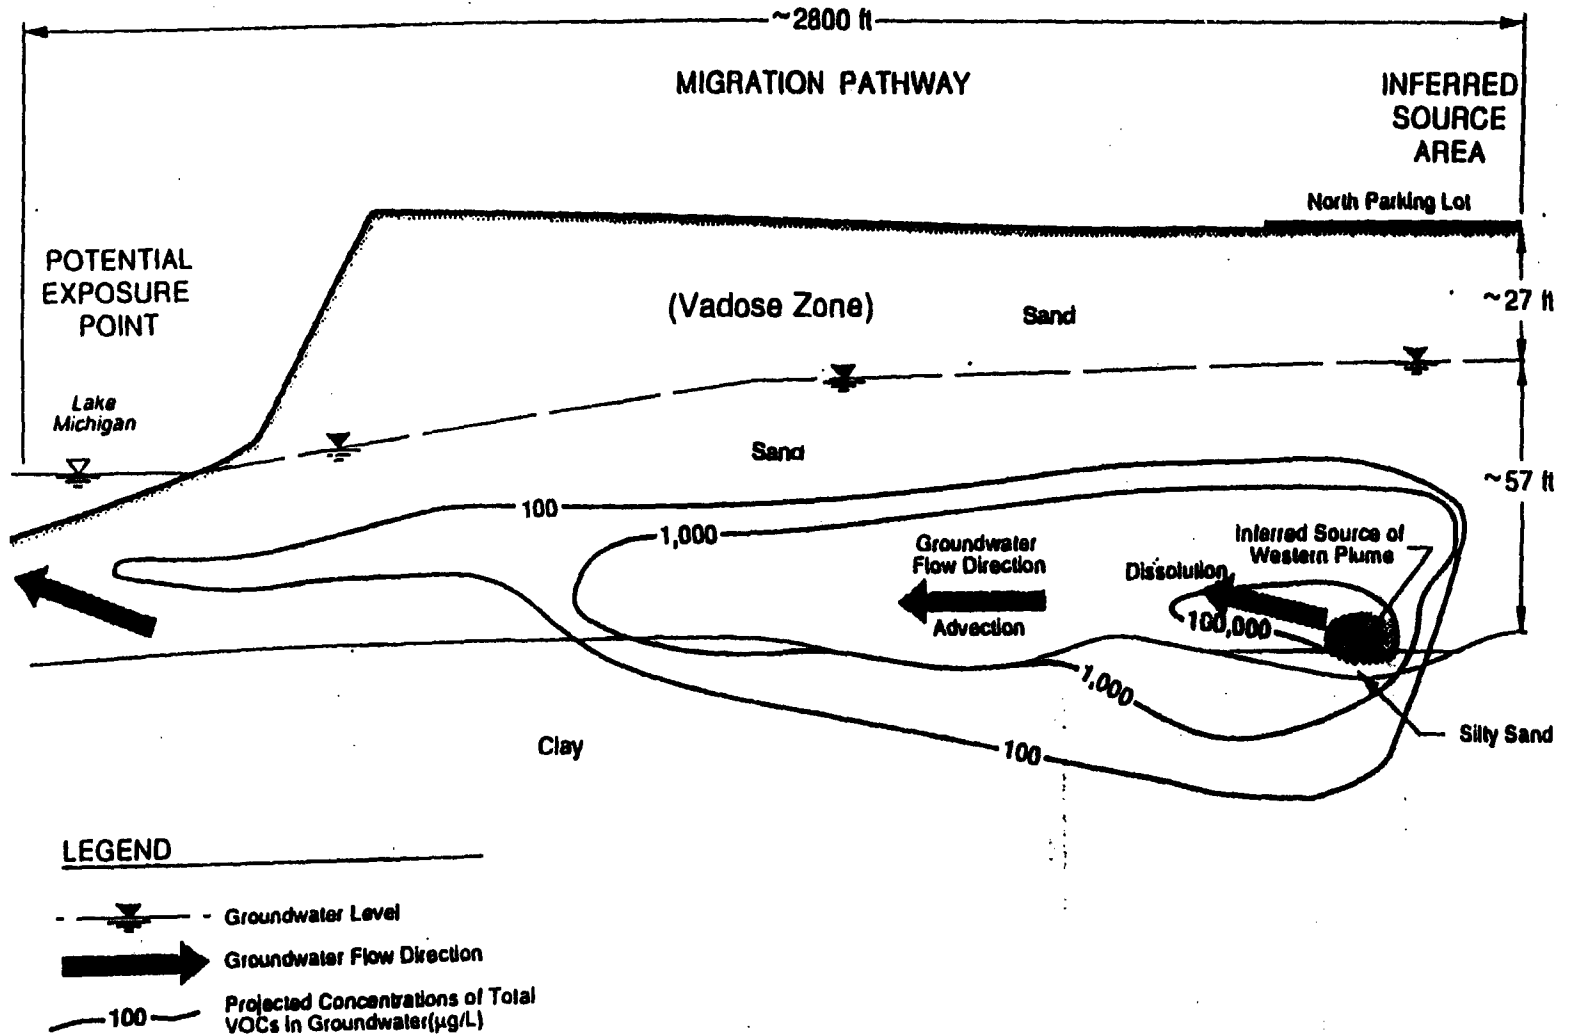 ~2800 ft
MIGRATION PATHWAY
INFERRED
SOURCE
AREA
North Parking Lot
POTENTIAL
EXPOSURE
POINT
(Vadose Zone)
Sand
~27 ft
Lake
Michigan
Sand
~57 ft
100
1,000
Groundwater
Flow Direction
Advection
Inferred Source of
Western Plume
Dissolution
100,000
1,000
100
Silty Sand
Clay
LEGEND
Groundwater Level
Groundwater Flow Direction
100
Projected Concentrations of Total
VOCs in Groundwater(µg/L)